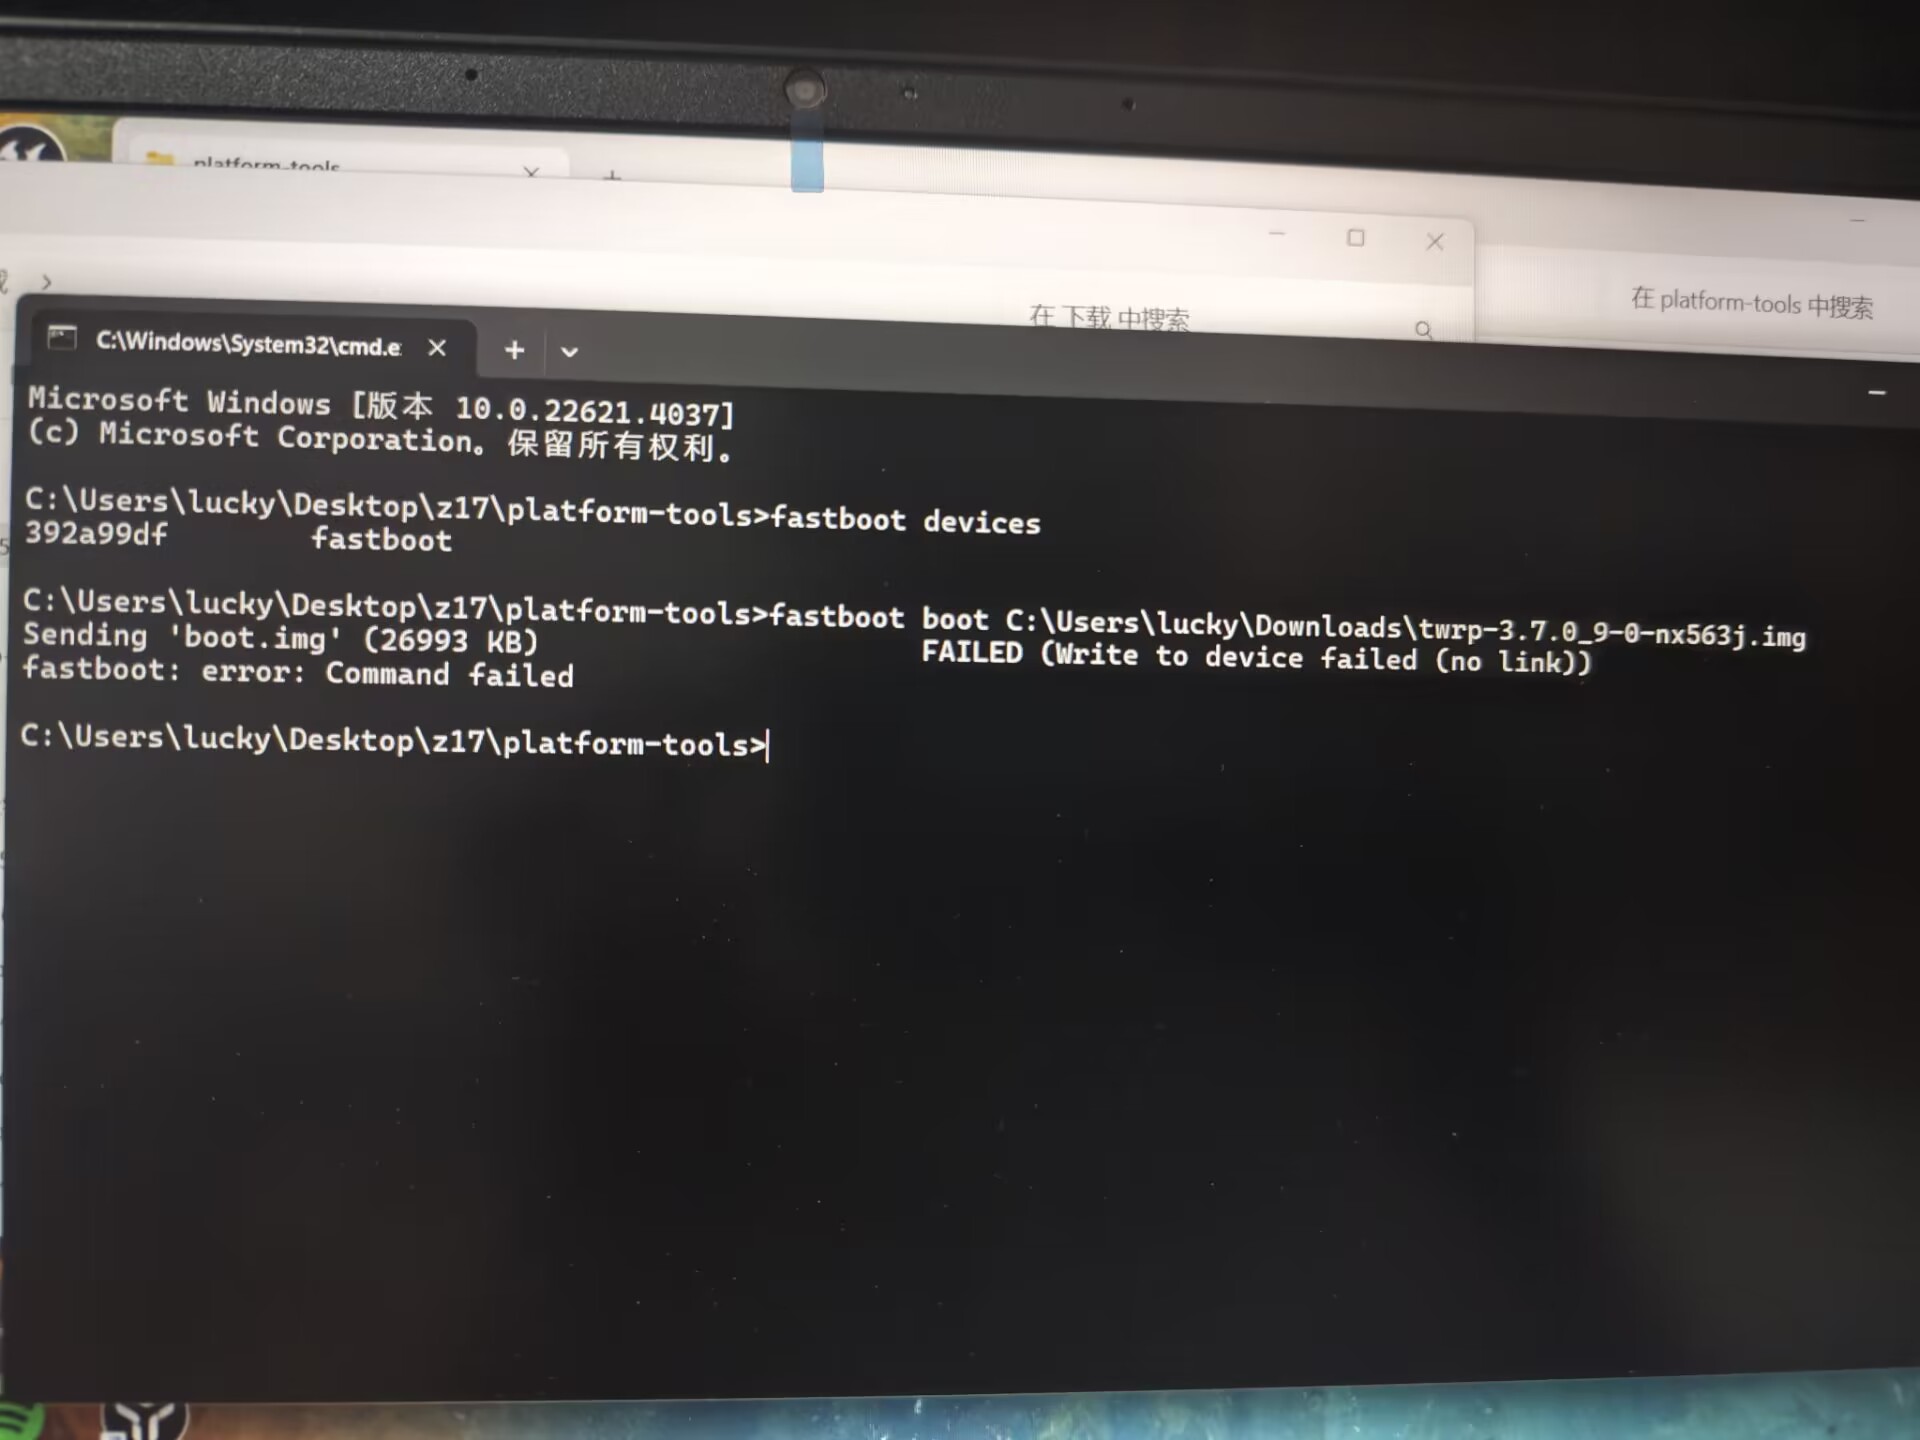 platform-tools
在 下载 中搜索
在 platform-tools 中搜索
C:\Windows\System32\cmd.e
Microsoft Windows [版本 10.0.22621.4037]
(c) Microsoft Corporation。保留所有权利。
C:\Users\lucky\Desktop\z17\platform-tools>fastboot devices
392a99df fastboot
C:\Users\lucky\Desktop\z17\platform-tools>fastboot boot C:\Users\lucky\Downloads\twrp-3.7.0_9-0-nx563j.img
Sending 'boot.img' (26993 KB) FAILED (Write to device failed (no link))
fastboot: error: Command failed
C:\Users\lucky\Desktop\z17\platform-tools>